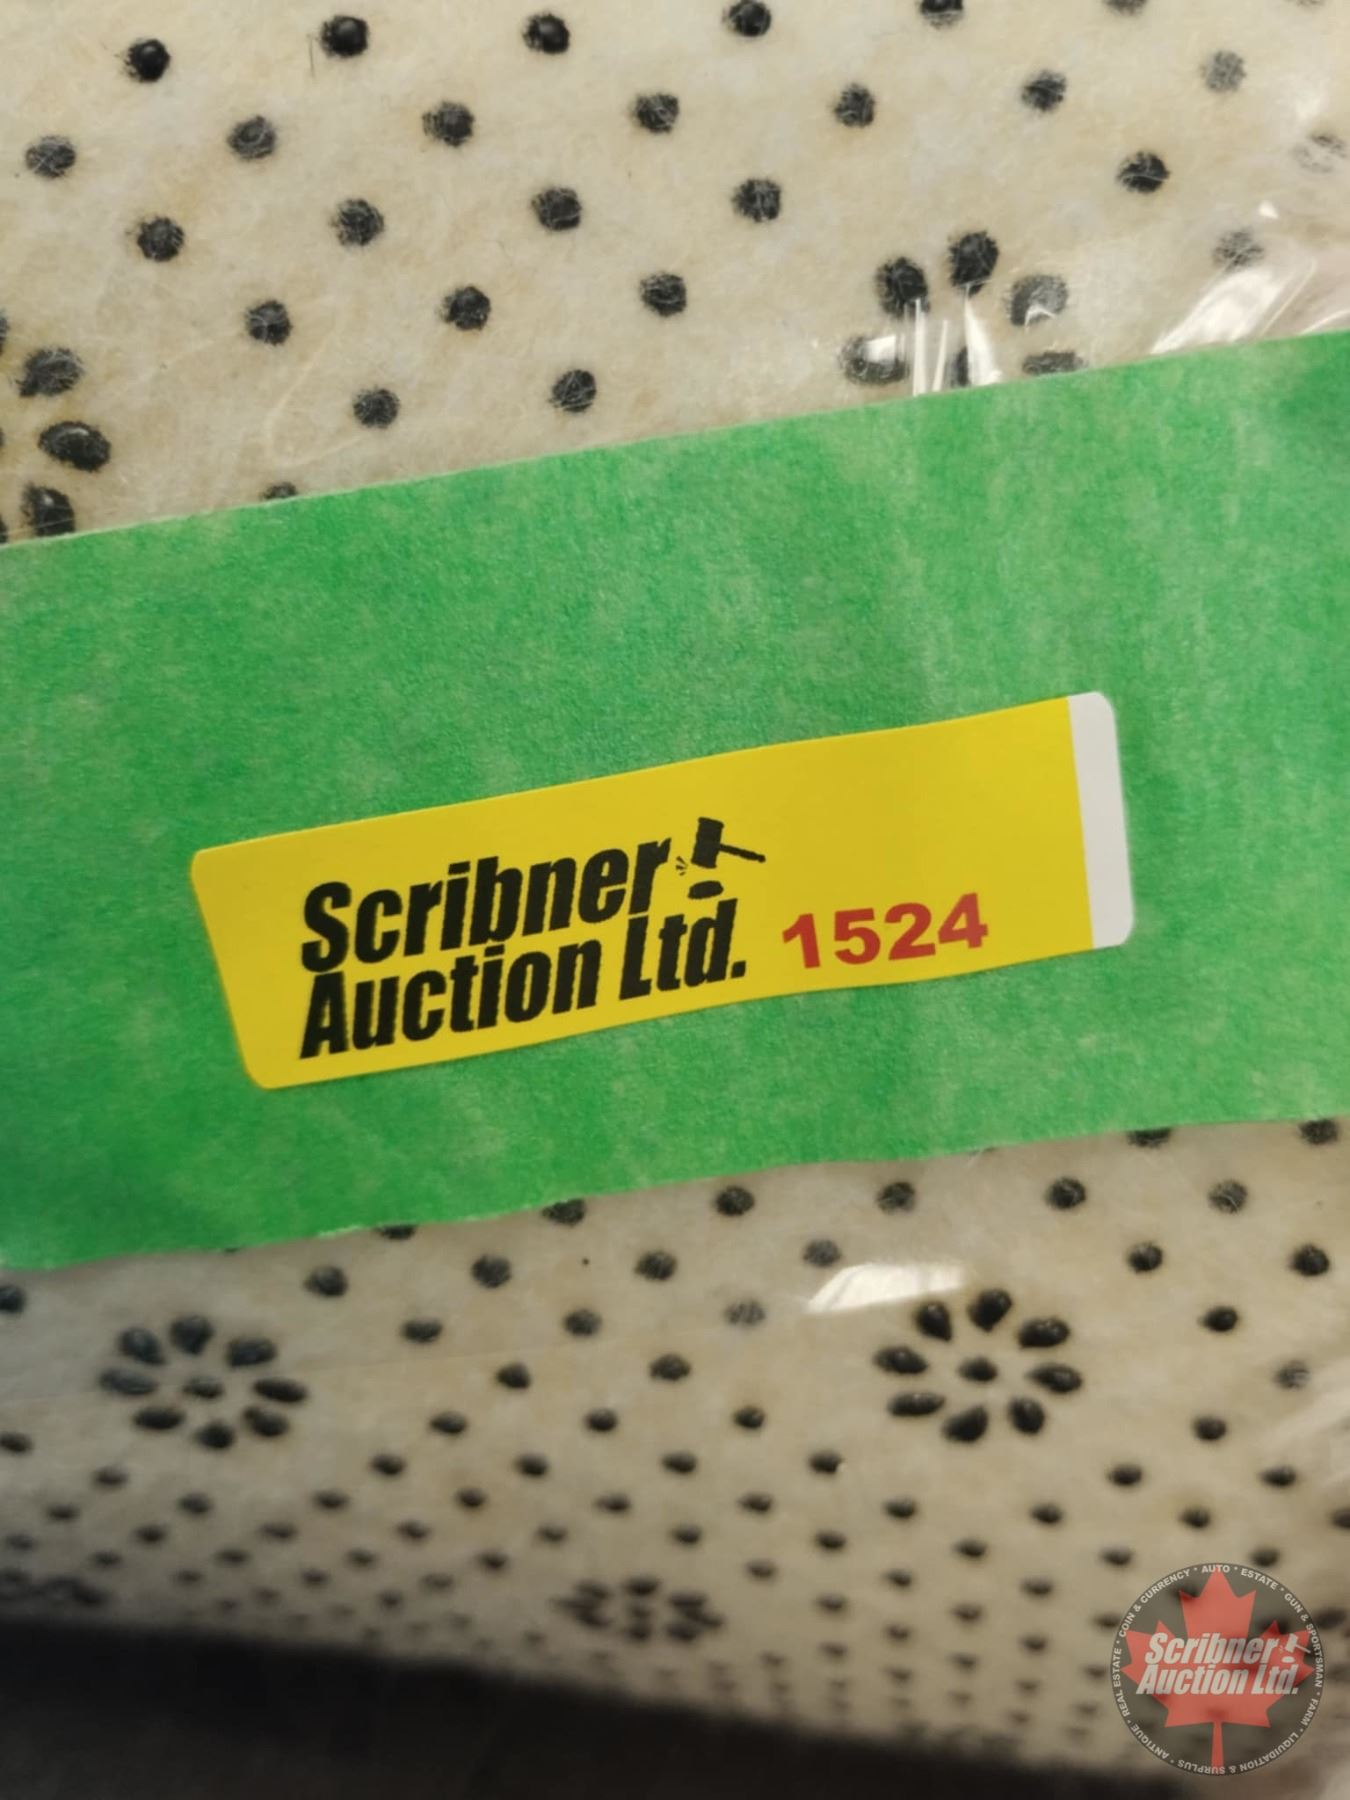 Scribner
Auction Ltd.
1524
COIN & CURRENCY • AUTO • ESTATE • GUN & SPORTSMAN • FARM • LIQUIDATION & SURPLUS • ANTIQUE • REAL ESTATE •
Scribner
Auction Ltd.